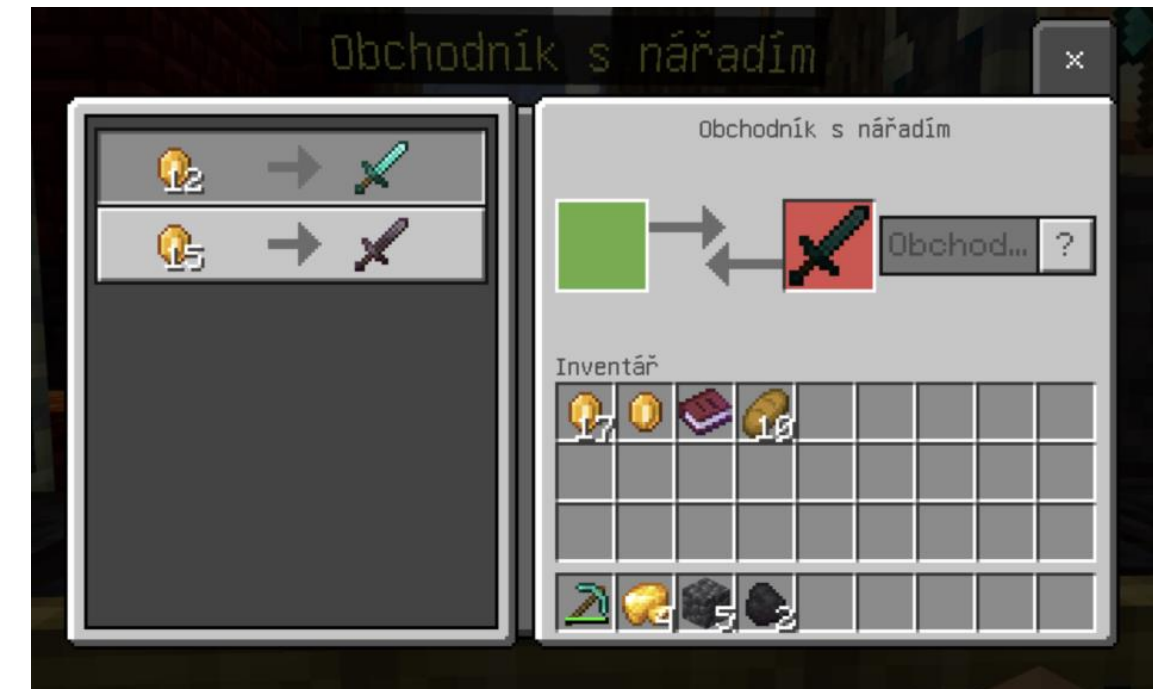 Obchodník s nářadím
x
12
15
Obchodník s nářadím
Obchod... ?
Inventář
17 10
4 5 2